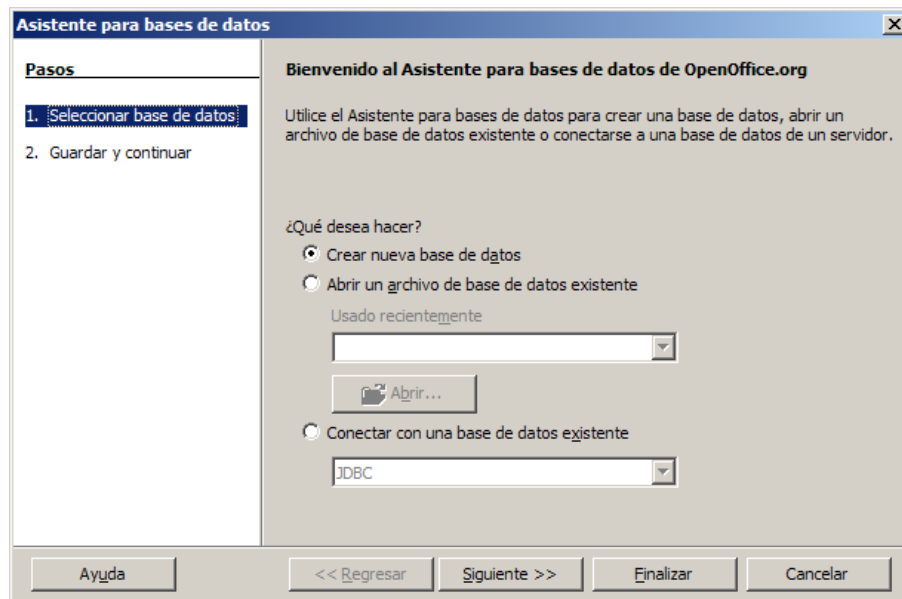 Asistente para bases de datos
Pasos
1. Seleccionar base de datos
2. Guardar y continuar
Bienvenido al Asistente para bases de datos de OpenOffice.org
Utilice el Asistente para bases de datos para crear una base de datos, abrir un
archivo de base de datos existente o conectarse a una base de datos de un servidor.
¿Qué desea hacer?
Crear nueva base de datos
Abrir un archivo de base de datos existente
Usado recientemente
Abrir...
Conectar con una base de datos existente
JDBC
Ayuda
<< Regresar
Siguiente >>
Finalizar
Cancelar